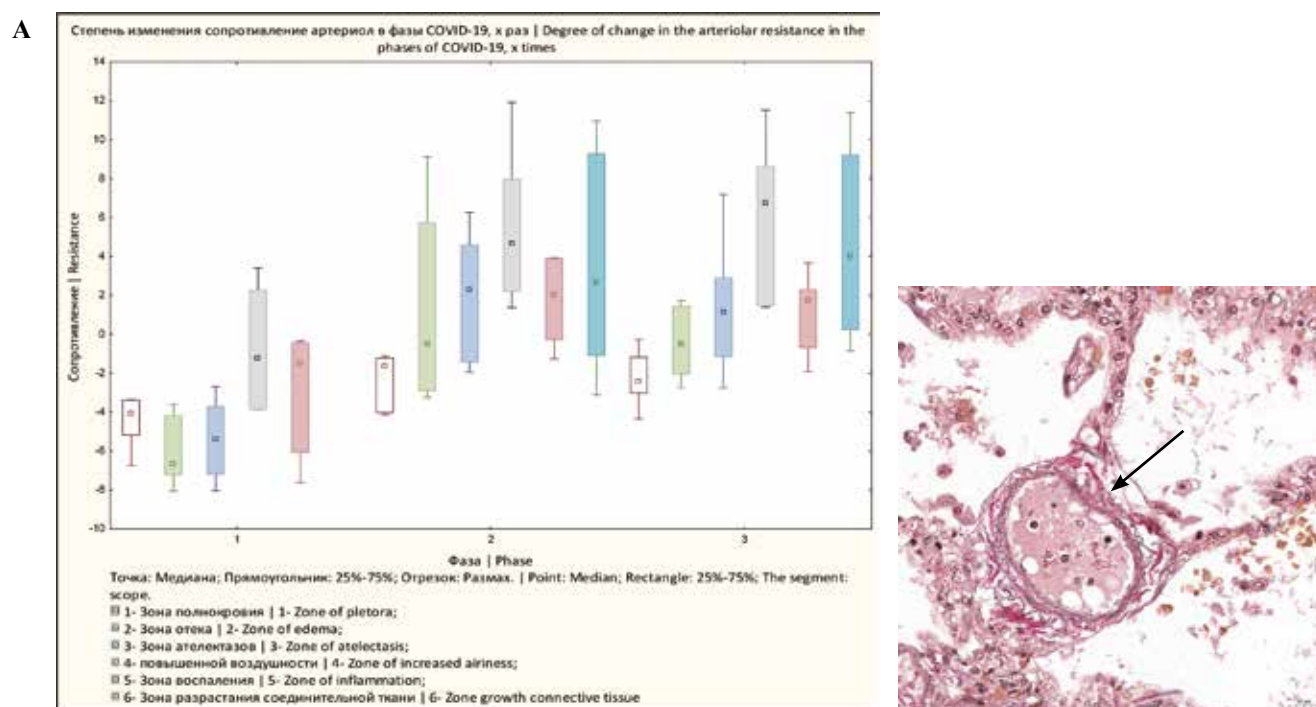 A
Степень изменения сопротивление артериол в фазы COVID-19, х раз | Degree of change in the arteriolar resistance in the
phases of COVID-19, x times
14
12
10
8
6
4
2
0
-2
-4
-6
-8
-10
Сопротивление | Resistance
1
2
3
Фаза | Phase
Точка: Медиана; Прямоугольник: 25%-75%; Отрезок: Размах. | Point: Median; Rectangle: 25%-75%; The segment:
scope.
1- Зона полнокровия | 1- Zone of pletora;
2- Зона отека | 2- Zone of edema;
3- Зона ателектазов | 3- Zone of atelectasis;
4- повышенной воздушности | 4- Zone of increased airiness;
5- Зона воспаления | 5- Zone of inflammation;
6- Зона разрастания соединительной ткани | 6- Zone growth connective tissue